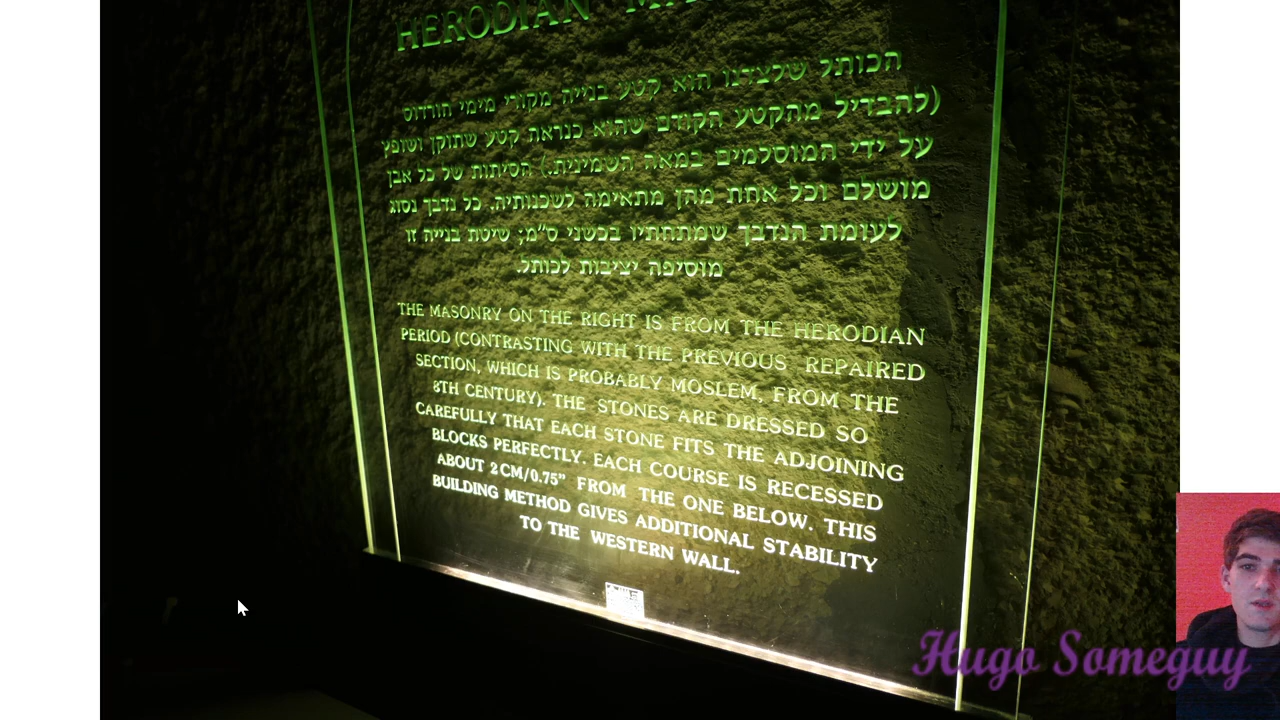 HERODIAN
הכותל שלצדנו הוא קטע בנייה מקורי מימי הורדוס
(להבדיל מהקטע הקודם שהוא כנראת קטע שתוקן ושופץ
על ידי המוסלמים במאה השמינית.) הסיתות של כל אבן
מושלם וכל אחת מהן מתאימה לשכנותיה. כל נדבך נסוג
לעומת הנדבך שמתחתיו בכשני ס״מ; שיטת בנייה זו
מוסיפה יציבות לכותל.
THE MASONRY ON THE RIGHT IS FROM THE HERODIAN
PERIOD (CONTRASTING WITH THE PREVIOUS REPAIRED
SECTION, WHICH IS PROBABLY MOSLEM, FROM THE
8TH CENTURY). THE STONES ARE DRESSED SO
CAREFULLY THAT EACH STONE FITS THE ADJOINING
BLOCKS PERFECTLY. EACH COURSE IS RECESSED
ABOUT 2CM/0.75” FROM THE ONE BELOW. THIS
BUILDING METHOD GIVES ADDITIONAL STABILITY
TO THE WESTERN WALL.
Hugo Someguy